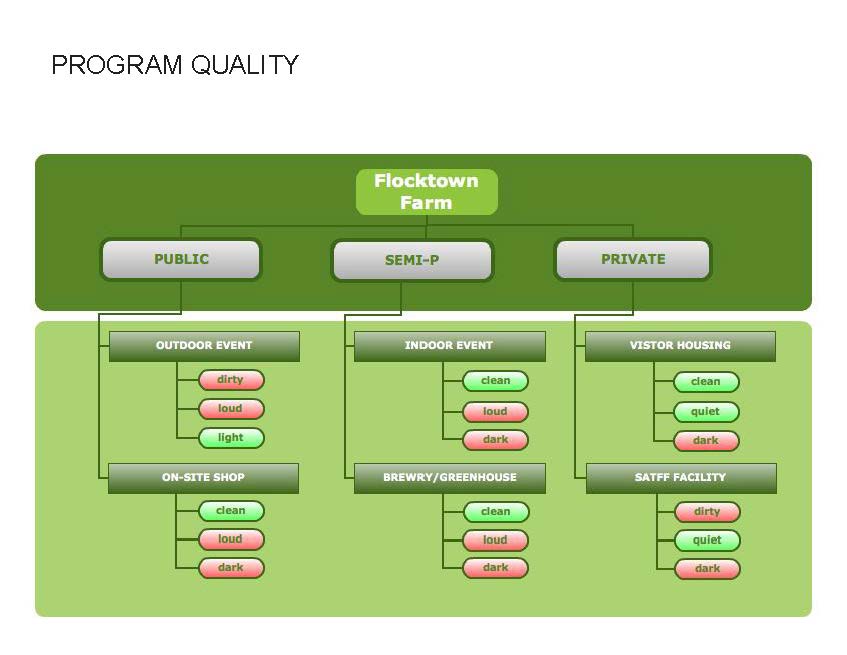 PROGRAM QUALITY
Flocktown
Farm
PUBLIC
SEMI-P
PRIVATE
OUTDOOR EVENT
dirty
loud
light
ON-SITE SHOP
clean
loud
dark
INDOOR EVENT
clean
loud
dark
BREWRY/GREENHOUSE
clean
loud
dark
VISTOR HOUSING
clean
quiet
dark
SATFF FACILITY
dirty
quiet
dark